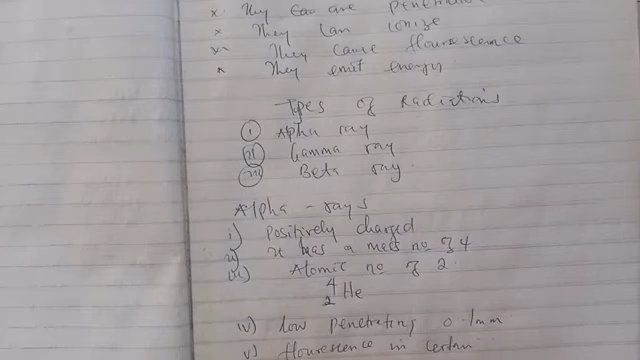 x They are penetrative
x They can ionize
x They cause flourescence
x They emit energy
Types of Radiations
(i) Alpha ray
(ii) Gamma ray
(iii) Beta ray
Alpha - rays
i) Positively charged
ii) It has a mass no of 4
iii) Atomic no of 2
4
2 He
iv) low penetrating 0.1mm
v) flourescence in certain